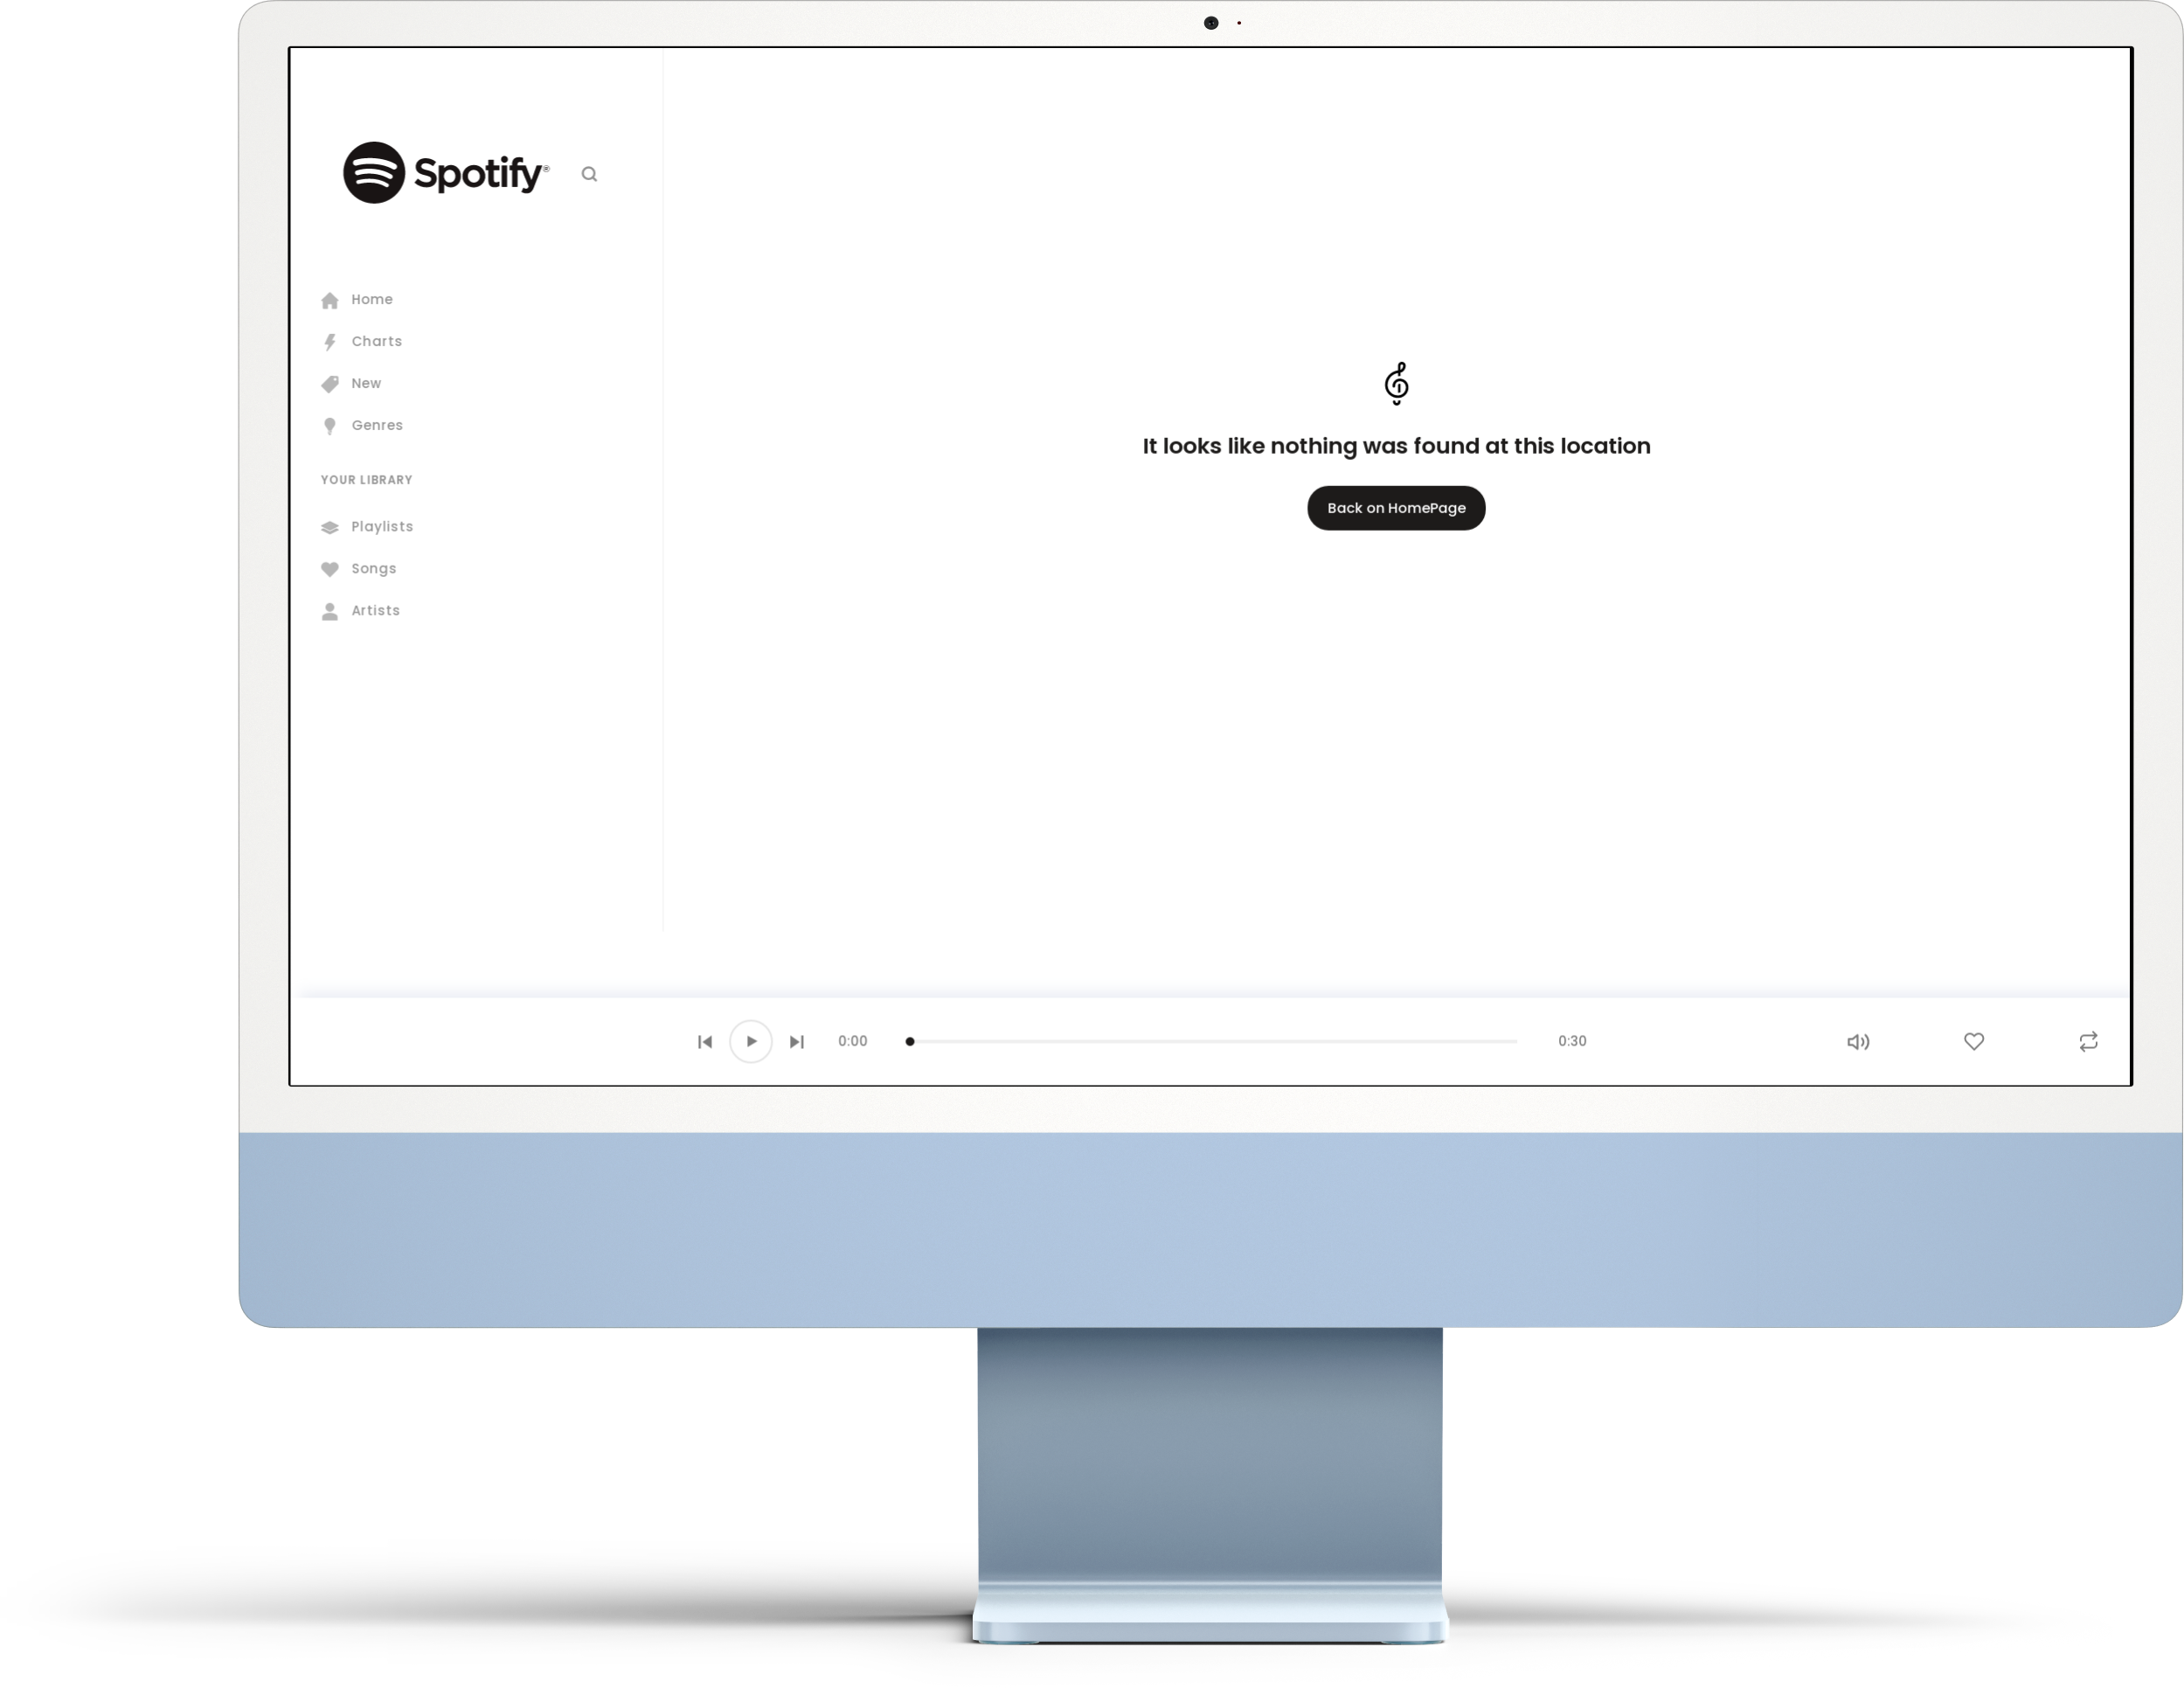 Spotify®
Home
Charts
New
Genres
YOUR LIBRARY
Playlists
Songs
Artists
It looks like nothing was found at this location
Back on HomePage
0:00
0:30